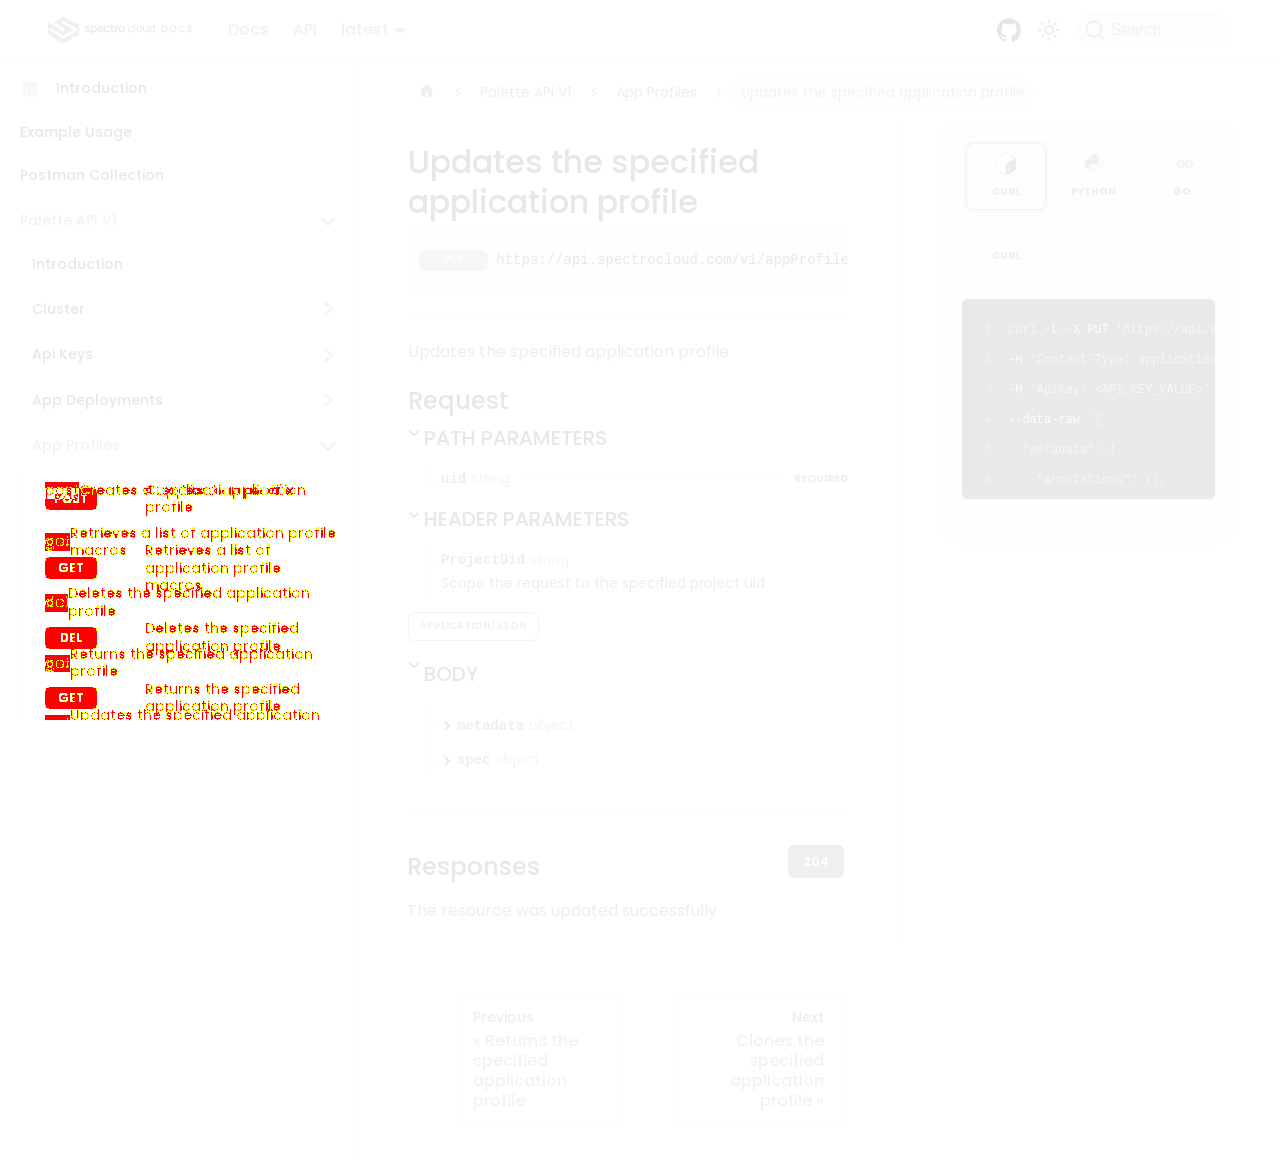 spectro cloud DOCS
Docs
API
latest
Search
Introduction
Example Usage
Postman Collection
Palette API V1
Introduction
Cluster
Api Keys
App Deployments
App Profiles
POST
profile
Retrieves a list of application profile
macros
GET
Retrieves a list of
application profile
macros
Deletes the specified application
profile
DEL
Deletes the specified
application profile
Returns the specified application
profile
GET
Returns the specified
application profile
Updates the specified application
Palette API V1
App Profiles
Updates the specified application profile
Updates the specified
application profile
PUT
https://api.spectrocloud.com/v1/appProfile
Updates the specified application profile
Request
PATH PARAMETERS
uid string
REQUIRED
HEADER PARAMETERS
ProjectUid string
Scope the request to the specified project uid
APPLICATION/JSON
BODY
metadata object
spec object
Responses
204
The resource was updated successfully
Previous
« Returns the
specified
application
profile
Next
Clones the
specified
application
profile »
CURL
PYTHON
GO
CURL
1 curl -L -X PUT 'https://api.s
2 -H 'Content-Type: application
3 -H 'ApiKey: <API_KEY_VALUE>'
4 --data-raw '{
5 "metadata": {
6 "annotations": {},